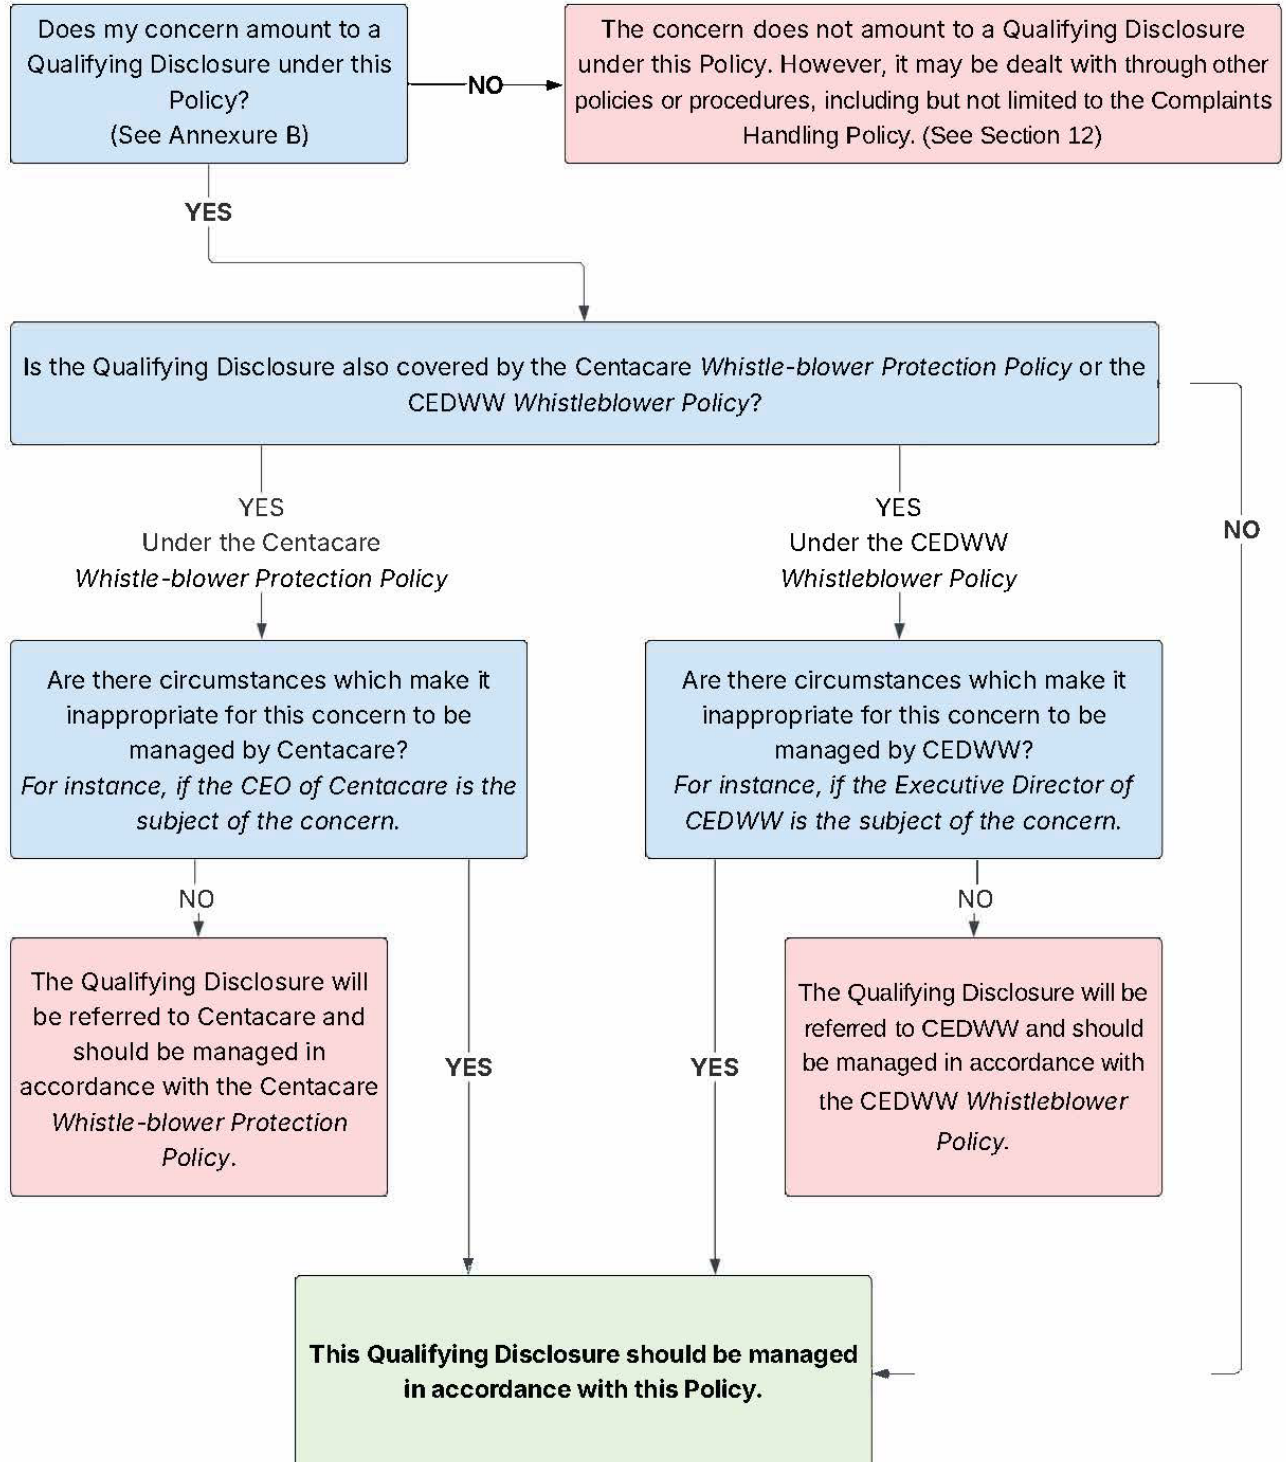 Does my concern amount to a
Qualifying Disclosure under this
Policy?
(See Annexure B)
NO
The concern does not amount to a Qualifying Disclosure
under this Policy. However, it may be dealt with through other
policies or procedures, including but not limited to the Complaints
Handling Policy. (See Section 12)
YES
Is the Qualifying Disclosure also covered by the Centacare Whistle-blower Protection Policy or the
CEDWW Whistleblower Policy?
YES
Under the Centacare
Whistle-blower Protection Policy
YES
Under the CEDWW
Whistleblower Policy
NO
Are there circumstances which make it
inappropriate for this concern to be
managed by Centacare?
For instance, if the CEO of Centacare is the
subject of the concern.
Are there circumstances which make it
inappropriate for this concern to be
managed by CEDWW?
For instance, if the Executive Director of
CEDWW is the subject of the concern.
NO
NO
The Qualifying Disclosure will
be referred to Centacare and
should be managed in
accordance with the Centacare
Whistle-blower Protection
Policy.
YES
YES
The Qualifying Disclosure will be
referred to CEDWW and should
be managed in accordance with
the CEDWW Whistleblower
Policy.
This Qualifying Disclosure should be managed
in accordance with this Policy.